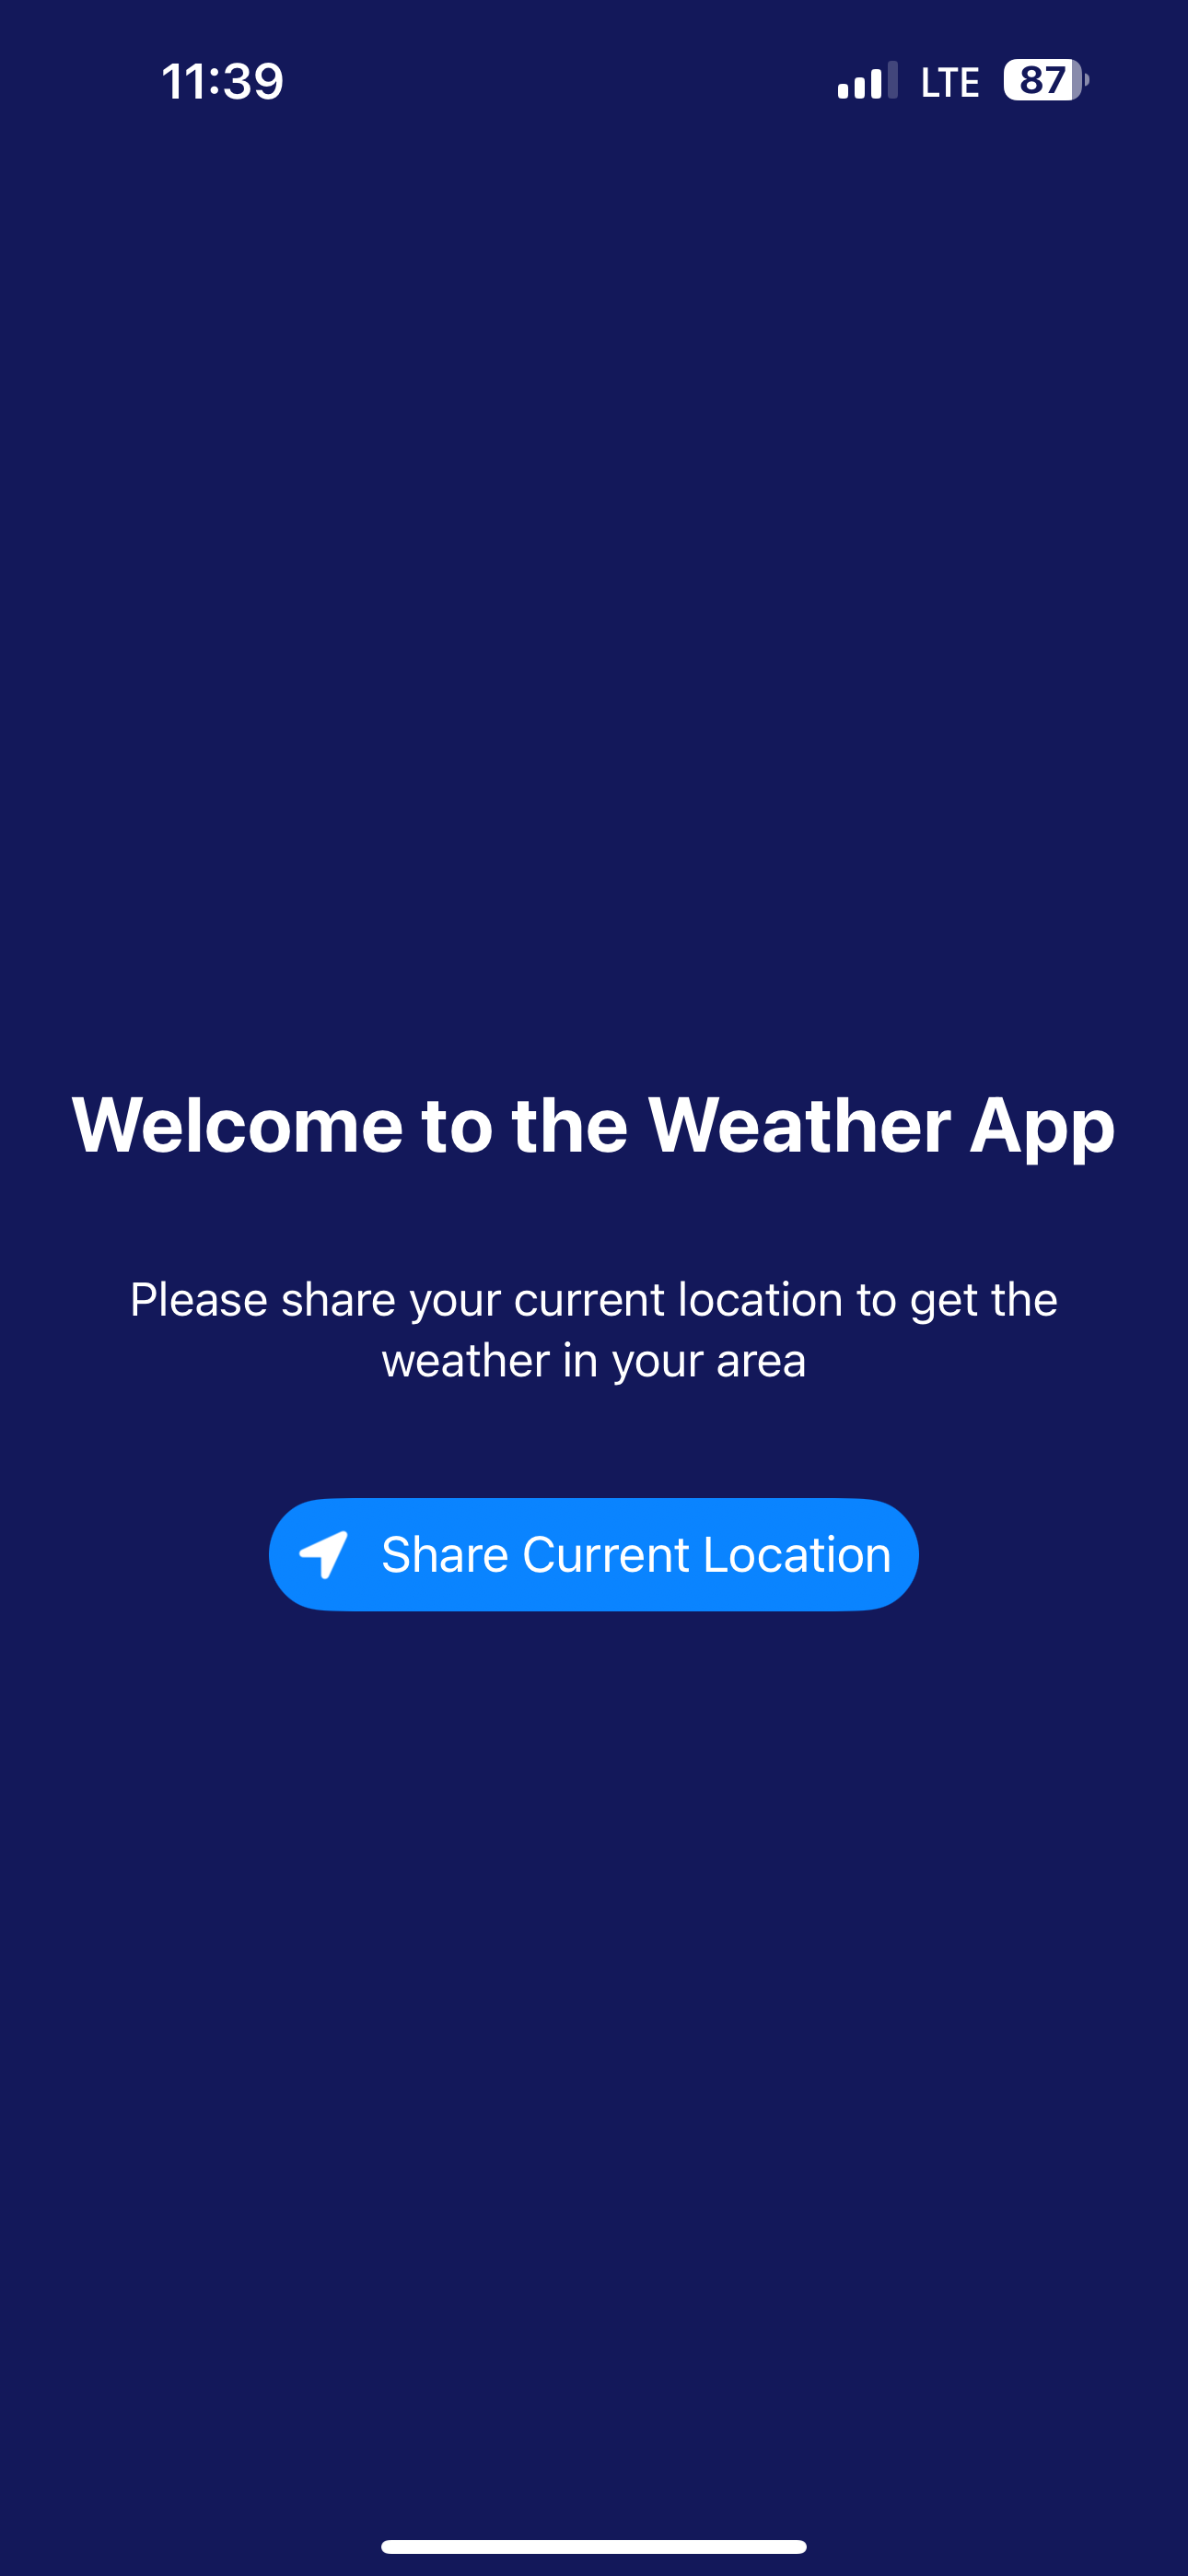 11:39
LTE
87
Welcome to the Weather App
Please share your current location to get the
weather in your area
Share Current Location